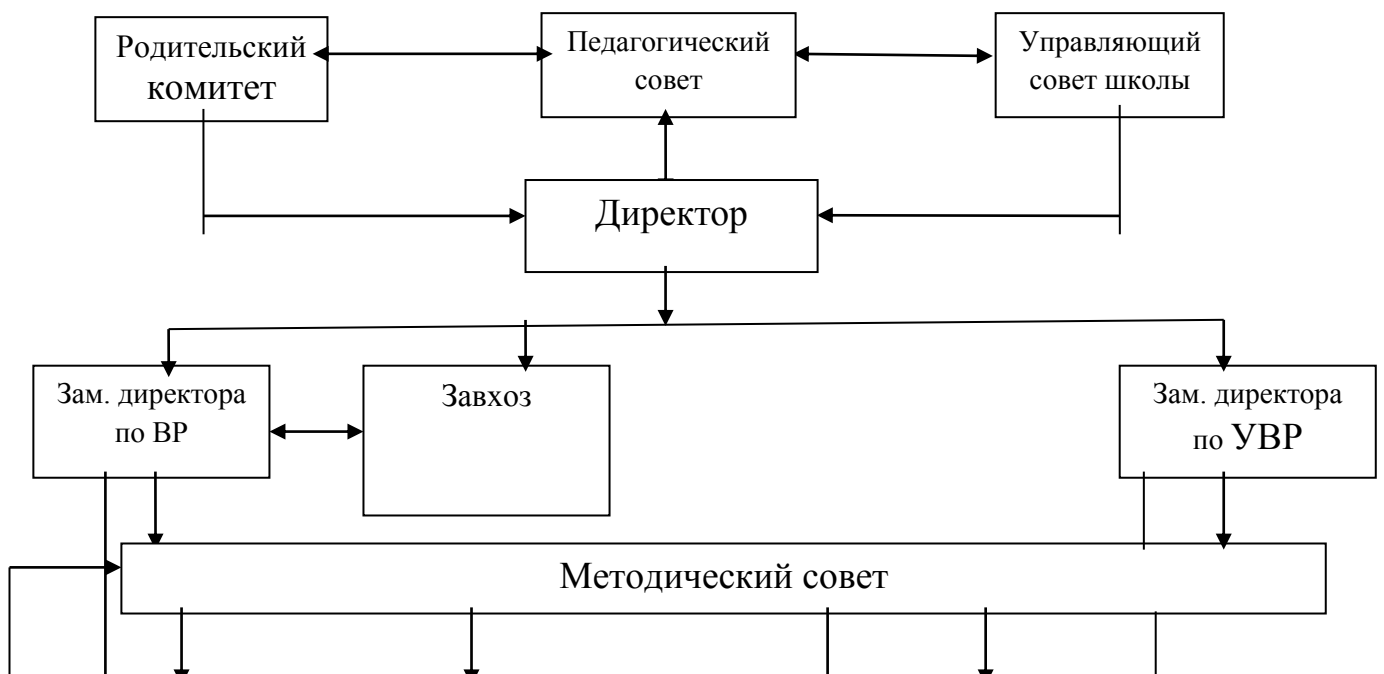 Родительский
комитет
Педагогический
совет
Управляющий
совет школы
Директор
Зам. директора
по ВР
Завхоз
Зам. директора
по УВР
Методический совет